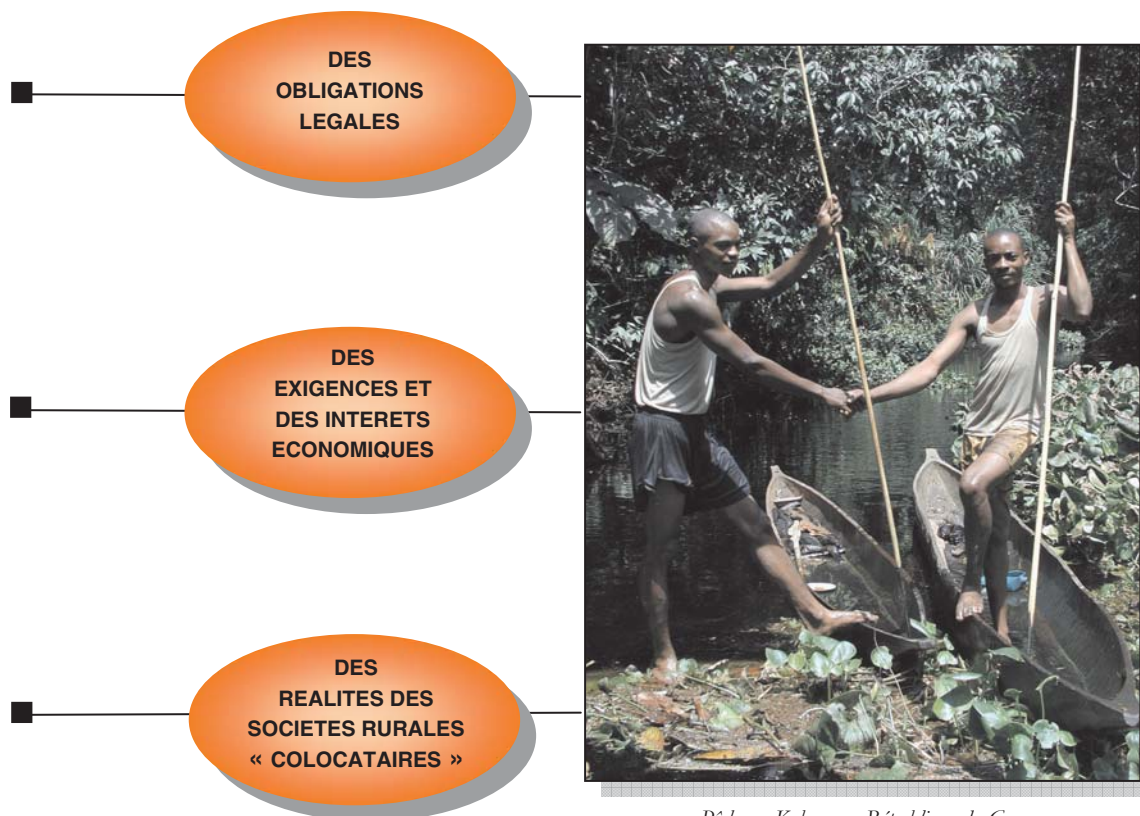 DES
OBLIGATIONS
LEGALES
DES
EXIGENCES ET
DES INTERETS
ECONOMIQUES
DES
REALITES DES
SOCIETES RURALES
« COLOCATAIRES »